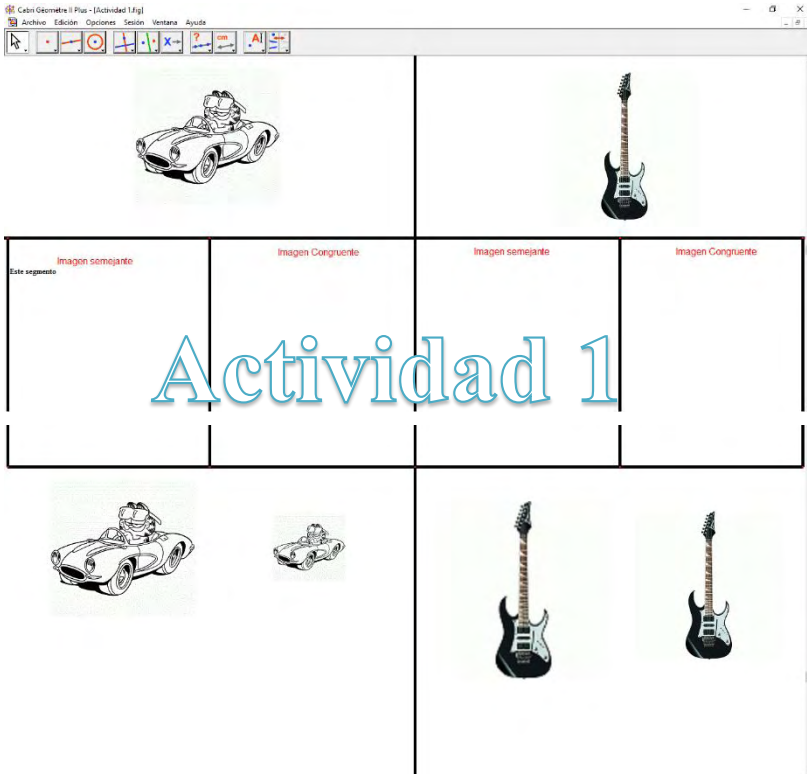 Cabri Géomètre II Plus - [Actividad 1.fig]
Archivo Edición Opciones Sesión Ventana Ayuda
? cm A
Imagen semejante
Este segmento
Imagen Congruente
Imagen semejante
Imagen Congruente
Actividad 1